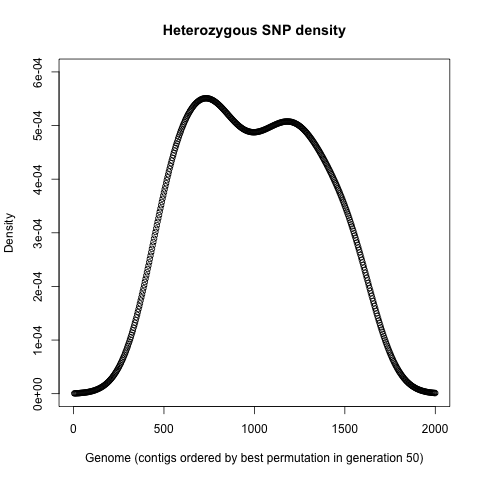 Heterozygous SNP density
Density
6e-04
5e-04
4e-04
3e-04
2e-04
1e-04
0e+00
0 500 1000 1500 2000
Genome (contigs ordered by best permutation in generation 50)